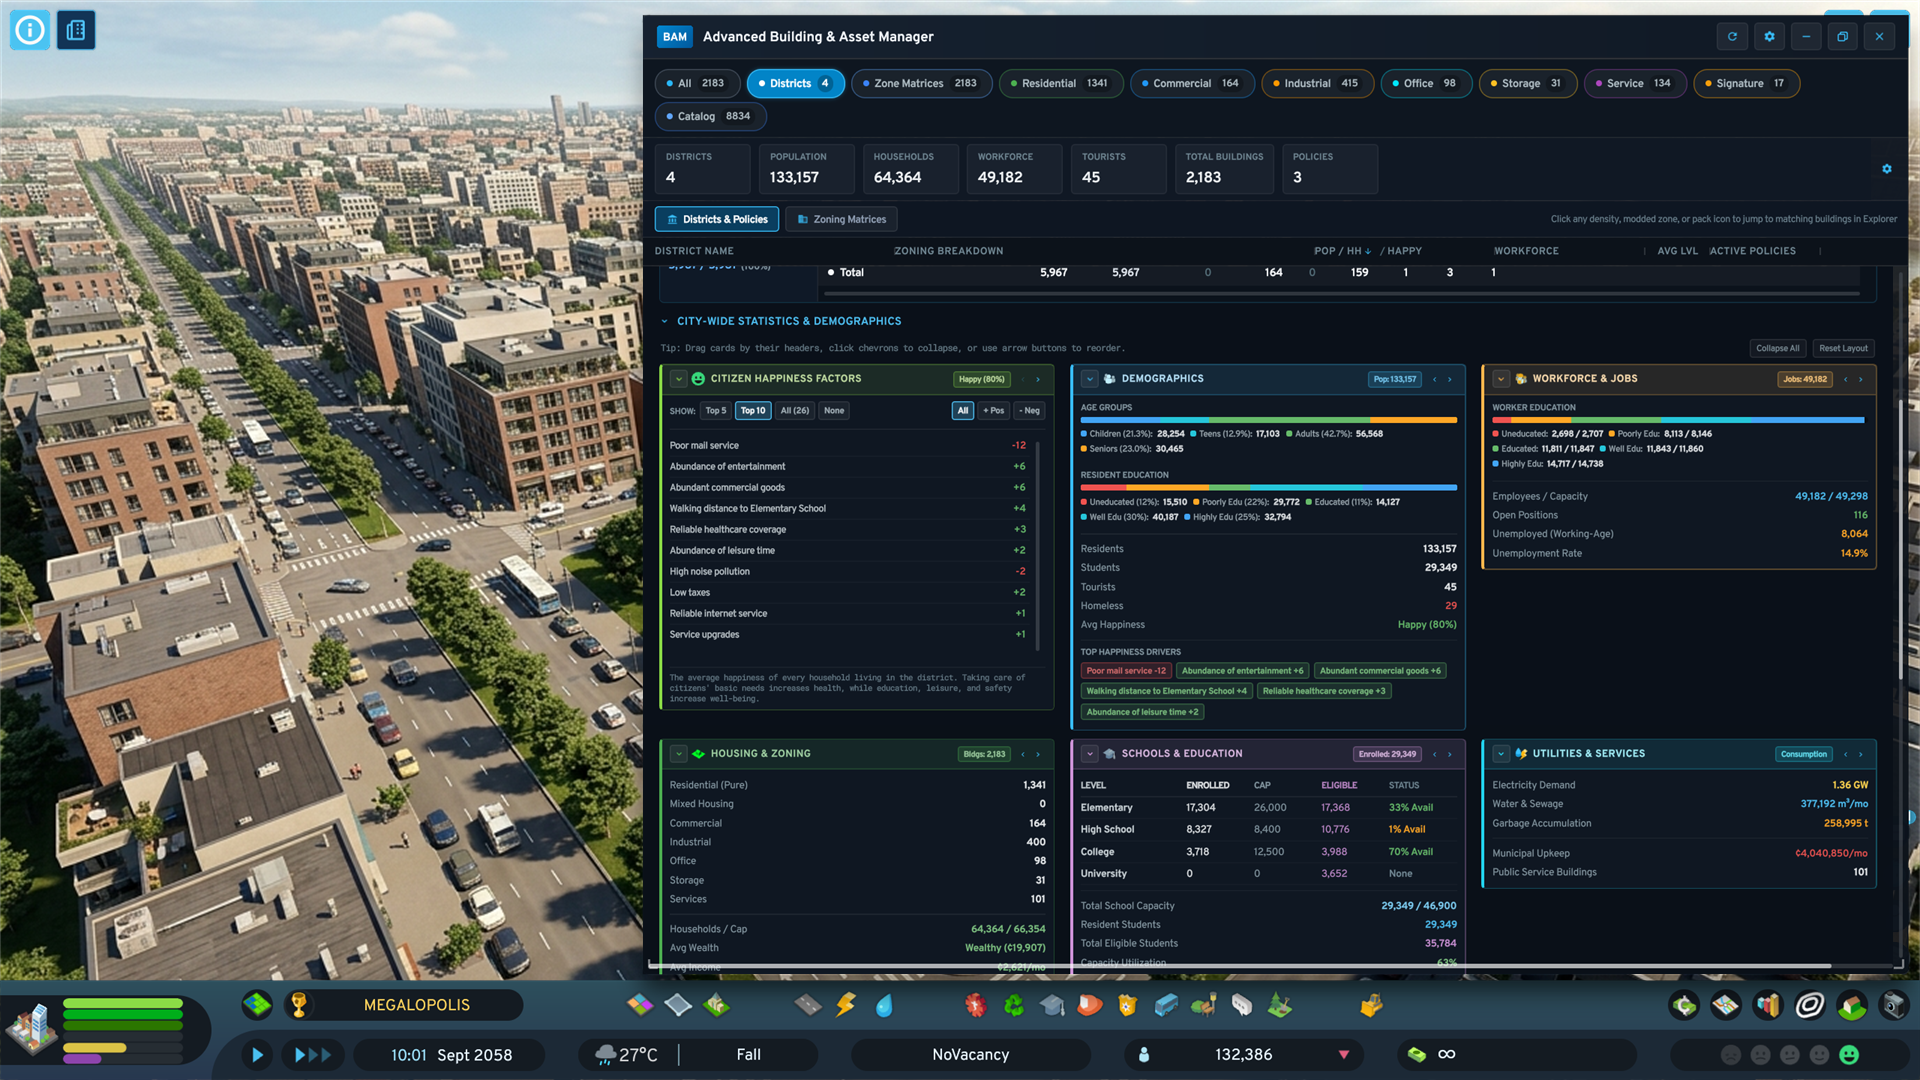 BAM Advanced Building & Asset Manager
All 2183 Districts 4 Zone Matrices 2183 Residential 1341 Commercial 164 Industrial 415 Office 98 Storage 31 Service 134 Signature 17
Catalog 8834
DISTRICTS POPULATION HOUSEHOLDS WORKFORCE TOURISTS TOTAL BUILDINGS POLICIES
4 133,157 64,364 49,182 45 2,183 3
Districts & Policies Zoning Matrices Click any density, modded zone, or pack icon to jump to matching buildings in Explorer
DISTRICT NAME ZONING BREAKDOWN POP / HH ↓ / HAPPY WORKFORCE AVG LVL ACTIVE POLICIES
Total 5,967 5,967 0 164 0 159 1 3 1
CITY-WIDE STATISTICS & DEMOGRAPHICS
Tip: Drag cards by their headers, click chevrons to collapse, or use arrow buttons to reorder. Collapse All Reset Layout
CITIZEN HAPPINESS FACTORS Happy (80%)
SHOW: Top 5 Top 10 All (26) None All + Pos - Neg
Poor mail service -12
Abundance of entertainment +6
Abundant commercial goods +6
Walking distance to Elementary School +4
Reliable healthcare coverage +3
Abundance of leisure time +2
High noise pollution -2
Low taxes +2
Reliable internet service +1
Service upgrades +1
The average happiness of every household living in the district. Taking care of
citizens' basic needs increases health, while education, leisure, and safety
increase well-being.
DEMOGRAPHICS Pop: 133,157
AGE GROUPS
Children (21.3%): 28,254 Teens (12.9%): 17,103 Adults (42.7%): 56,568
Seniors (23.0%): 30,465
RESIDENT EDUCATION
Uneducated (12%): 15,510 Poorly Edu (22%): 29,772 Educated (11%): 14,127
Well Edu (30%): 40,187 Highly Edu (25%): 32,794
Residents 133,157
Students 29,349
Tourists 45
Homeless 29
Avg Happiness Happy (80%)
TOP HAPPINESS DRIVERS
Poor mail service -12 Abundance of entertainment +6 Abundant commercial goods +6
Walking distance to Elementary School +4 Reliable healthcare coverage +3
Abundance of leisure time +2
WORKFORCE & JOBS Jobs: 49,182
WORKER EDUCATION
Uneducated: 2,698 / 2,707 Poorly Edu: 8,113 / 8,146
Educated: 11,811 / 11,847 Well Edu: 11,843 / 11,860
Highly Edu: 14,717 / 14,738
Employees / Capacity 49,182 / 49,298
Open Positions 116
Unemployed (Working-Age) 8,064
Unemployment Rate 14.9%
HOUSING & ZONING Bldgs: 2,183
Residential (Pure) 1,341
Mixed Housing 0
Commercial 164
Industrial 400
Office 98
Storage 31
Services 101
Households / Cap 64,364 / 66,354
Avg Wealth Wealthy (¢19,907)
Avg Income ¢2,621/mo
SCHOOLS & EDUCATION Enrolled: 29,349
LEVEL ENROLLED CAP ELIGIBLE STATUS
Elementary 17,304 26,000 17,368 33% Avail
High School 8,327 8,400 10,776 1% Avail
College 3,718 12,500 3,988 70% Avail
University 0 0 3,652 None
Total School Capacity 29,349 / 46,900
Resident Students 29,349
Total Eligible Students 35,784
Capacity Utilization 63%
UTILITIES & SERVICES Consumption
Electricity Demand 1.36 GW
Water & Sewage 377,192 m³/mo
Garbage Accumulation 258,995 t
Municipal Upkeep ¢4,040,850/mo
Public Service Buildings 101
MEGALOPOLIS
10:01 Sept 2058 27°C Fall NoVacancy 132,386 ∞